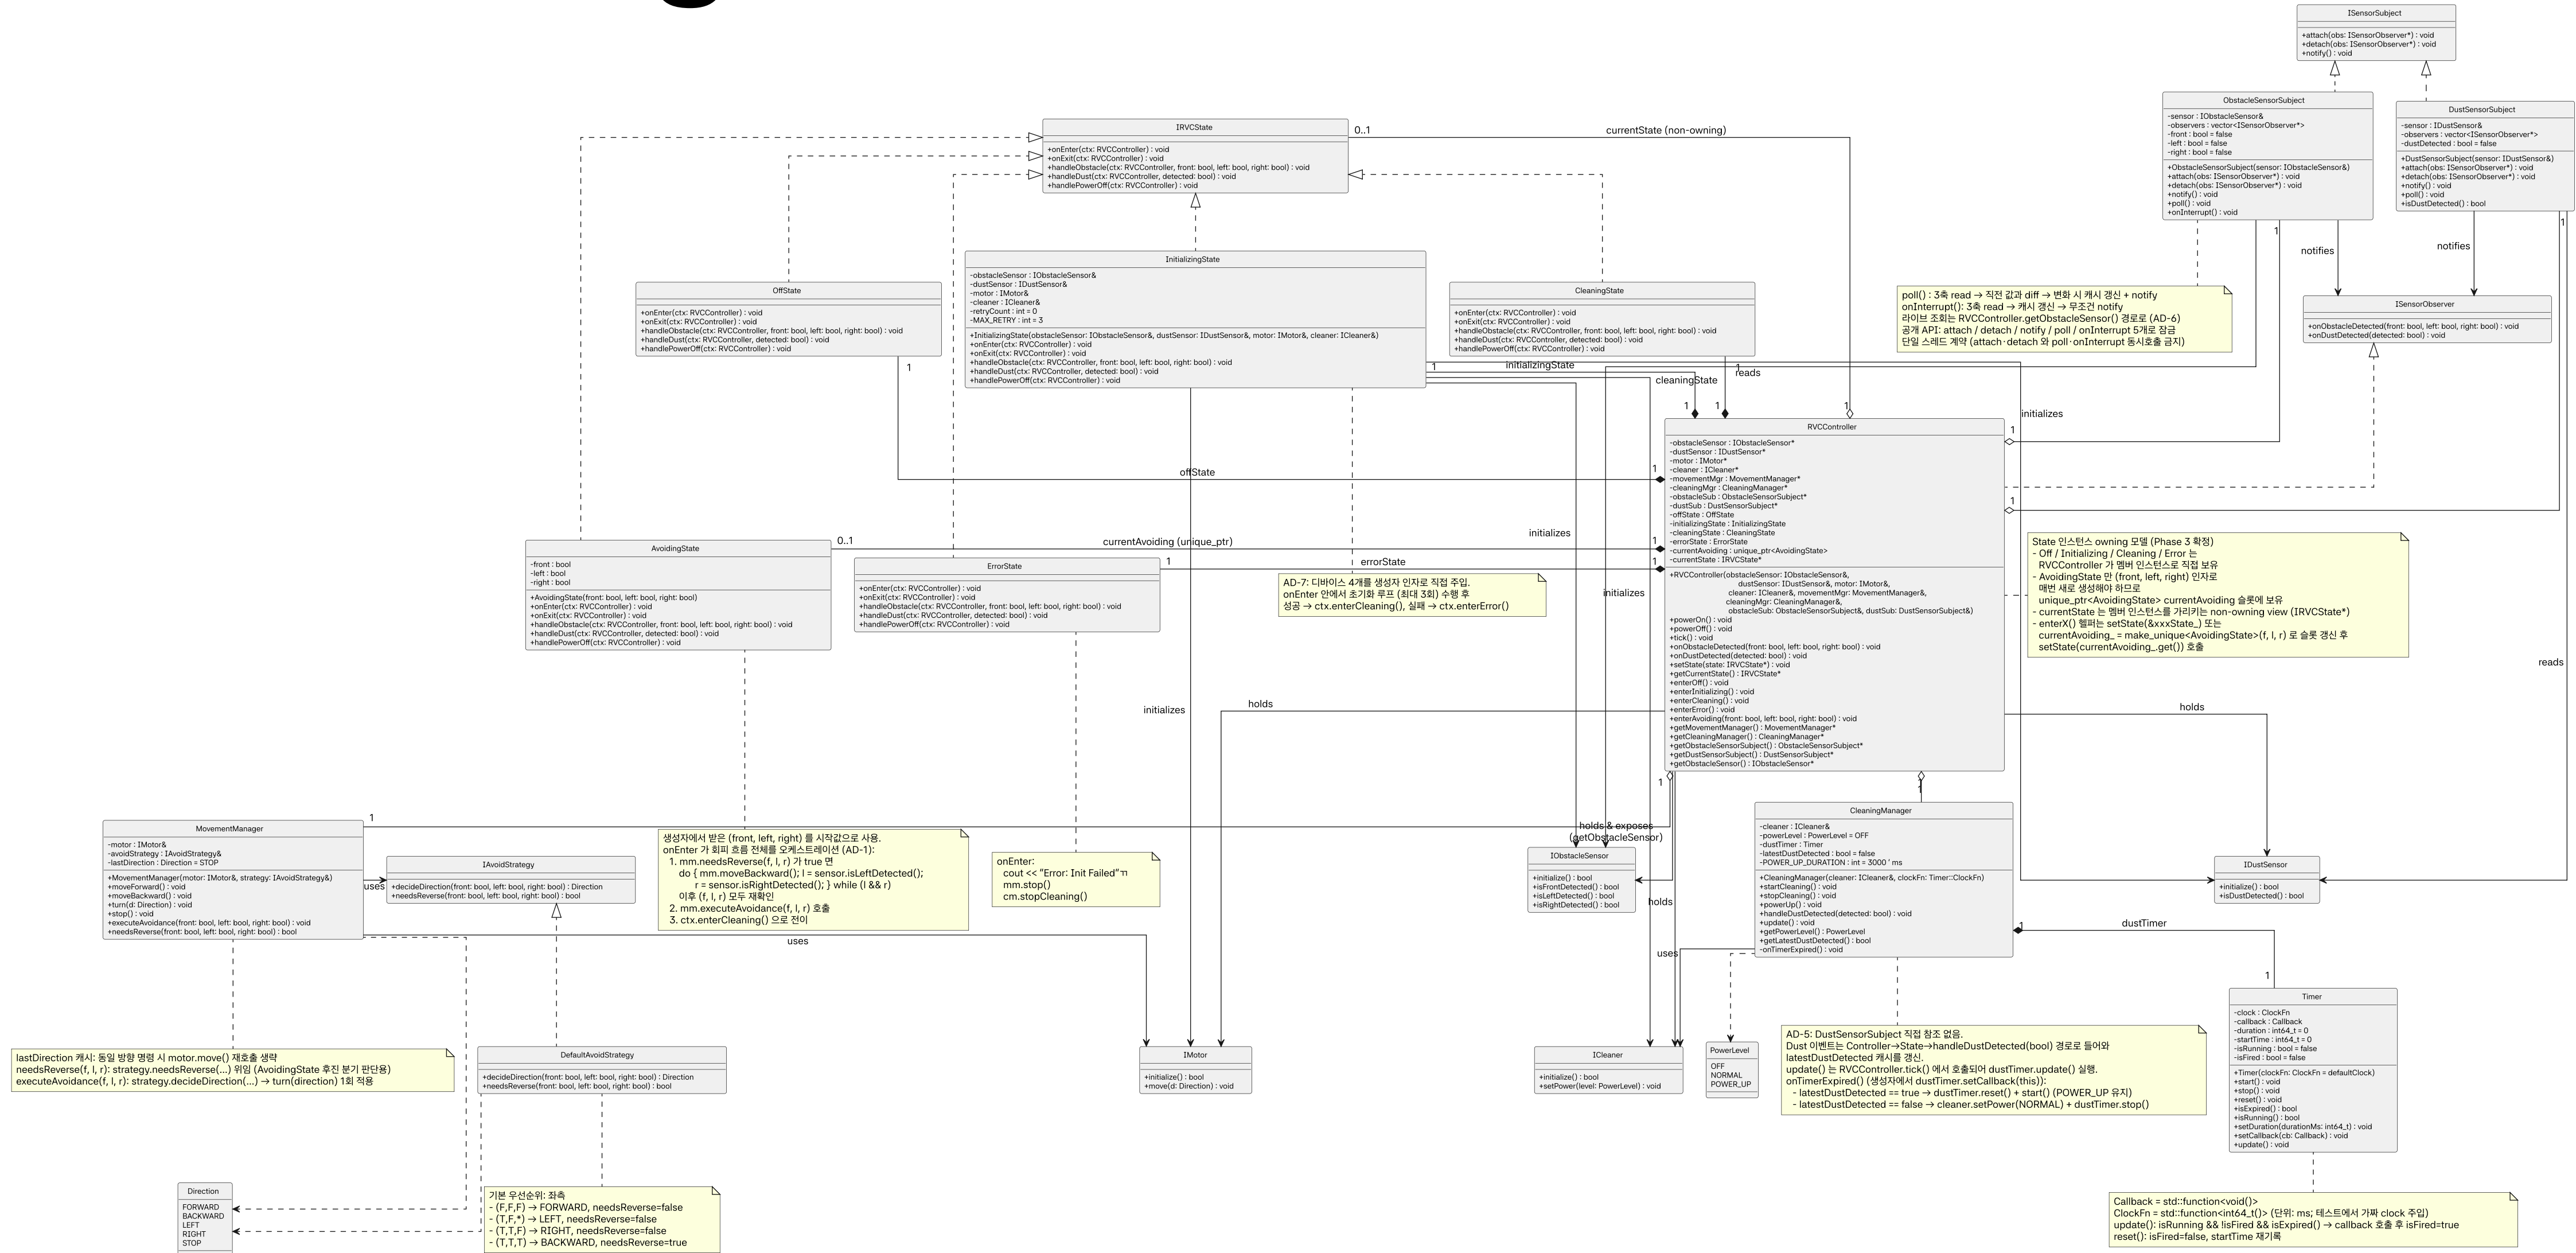 ISensorSubject
+attach(obs: ISensorObserver*) : void
+detach(obs: ISensorObserver*) : void
+notify() : void
ObstacleSensorSubject
-sensor : IObstacleSensor&
-observers : vector<ISensorObserver*>
-front : bool = false
-left : bool = false
-right : bool = false
+ObstacleSensorSubject(sensor: IObstacleSensor&)
+attach(obs: ISensorObserver*) : void
+detach(obs: ISensorObserver*) : void
+notify() : void
+poll() : void
+onInterrupt() : void
DustSensorSubject
-sensor : IDustSensor&
-observers : vector<ISensorObserver*>
-dustDetected : bool = false
+DustSensorSubject(sensor: IDustSensor&)
+attach(obs: ISensorObserver*) : void
+detach(obs: ISensorObserver*) : void
+notify() : void
+poll() : void
+isDustDetected() : bool
IRVCState
+onEnter(ctx: RVCController) : void
+onExit(ctx: RVCController) : void
+handleObstacle(ctx: RVCController, front: bool, left: bool, right: bool) : void
+handleDust(ctx: RVCController, detected: bool) : void
+handlePowerOff(ctx: RVCController) : void
0..1
currentState (non-owning)
1
1
notifies
notifies
OffState
+onEnter(ctx: RVCController) : void
+onExit(ctx: RVCController) : void
+handleObstacle(ctx: RVCController, front: bool, left: bool, right: bool) : void
+handleDust(ctx: RVCController, detected: bool) : void
+handlePowerOff(ctx: RVCController) : void
InitializingState
-obstacleSensor : IObstacleSensor&
-dustSensor : IDustSensor&
-motor : IMotor&
-cleaner : ICleaner&
-retryCount : int = 0
-MAX_RETRY : int = 3
+InitializingState(obstacleSensor: IObstacleSensor&, dustSensor: IDustSensor&, motor: IMotor&, cleaner: ICleaner&)
+onEnter(ctx: RVCController) : void
+onExit(ctx: RVCController) : void
+handleObstacle(ctx: RVCController, front: bool, left: bool, right: bool) : void
+handleDust(ctx: RVCController, detected: bool) : void
+handlePowerOff(ctx: RVCController) : void
CleaningState
+onEnter(ctx: RVCController) : void
+onExit(ctx: RVCController) : void
+handleObstacle(ctx: RVCController, front: bool, left: bool, right: bool) : void
+handleDust(ctx: RVCController, detected: bool) : void
+handlePowerOff(ctx: RVCController) : void
poll() : 3축 read → 직전 값과 diff → 변화 시 캐시 갱신 + notify
onInterrupt(): 3축 read → 캐시 갱신 → 무조건 notify
라이브 조회는 RVCController.getObstacleSensor() 경로로 (AD-6)
공개 API: attach / detach / notify / poll / onInterrupt 5개로 잠금
단일 스레드 계약 (attach·detach 와 poll·onInterrupt 동시호출 금지)
ISensorObserver
+onObstacleDetected(front: bool, left: bool, right: bool) : void
+onDustDetected(detected: bool) : void
1
1
initializingState
1
reads
cleaningState
1
1
1
initializes
RVCController
-obstacleSensor : IObstacleSensor*
-dustSensor : IDustSensor*
-motor : IMotor*
-cleaner : ICleaner*
-movementMgr : MovementManager*
-cleaningMgr : CleaningManager*
-obstacleSub : ObstacleSensorSubject*
-dustSub : DustSensorSubject*
-offState : OffState
-initializingState : InitializingState
-cleaningState : CleaningState
-errorState : ErrorState
-currentAvoiding : unique_ptr<AvoidingState>
-currentState : IRVCState*
+RVCController(obstacleSensor: IObstacleSensor&,
dustSensor: IDustSensor&, motor: IMotor&,
cleaner: ICleaner&, movementMgr: MovementManager&,
cleaningMgr: CleaningManager&,
obstacleSub: ObstacleSensorSubject&, dustSub: DustSensorSubject&)
+powerOn() : void
+powerOff() : void
+tick() : void
+onObstacleDetected(front: bool, left: bool, right: bool) : void
+onDustDetected(detected: bool) : void
+setState(state: IRVCState*) : void
+getCurrentState() : IRVCState*
+enterOff() : void
+enterInitializing() : void
+enterCleaning() : void
+enterError() : void
+enterAvoiding(front: bool, left: bool, right: bool) : void
+getMovementManager() : MovementManager*
+getCleaningManager() : CleaningManager*
+getObstacleSensorSubject() : ObstacleSensorSubject*
+getDustSensorSubject() : DustSensorSubject*
+getObstacleSensor() : IObstacleSensor*
1
offState
1
1
initializes
0..1
currentAvoiding (unique_ptr)
1
1
errorState
1
AvoidingState
-front : bool
-left : bool
-right : bool
+AvoidingState(front: bool, left: bool, right: bool)
+onEnter(ctx: RVCController) : void
+onExit(ctx: RVCController) : void
+handleObstacle(ctx: RVCController, front: bool, left: bool, right: bool) : void
+handleDust(ctx: RVCController, detected: bool) : void
+handlePowerOff(ctx: RVCController) : void
ErrorState
+onEnter(ctx: RVCController) : void
+onExit(ctx: RVCController) : void
+handleObstacle(ctx: RVCController, front: bool, left: bool, right: bool) : void
+handleDust(ctx: RVCController, detected: bool) : void
+handlePowerOff(ctx: RVCController) : void
AD-7: 디바이스 4개를 생성자 인자로 직접 주입.
onEnter 안에서 초기화 루프 (최대 3회) 수행 후
성공 → ctx.enterCleaning(), 실패 → ctx.enterError()
initializes
State 인스턴스 owning 모델 (Phase 3 확정)
- Off / Initializing / Cleaning / Error 는
RVCController 가 멤버 인스턴스로 직접 보유
- AvoidingState 만 (front, left, right) 인자로
매번 새로 생성해야 하므로
unique_ptr<AvoidingState> currentAvoiding 슬롯에 보유
- currentState 는 멤버 인스턴스를 가리키는 non-owning view (IRVCState*)
- enterX() 헬퍼는 setState(&xxxState_) 또는
currentAvoiding_ = make_unique<AvoidingState>(f, l, r) 로 슬롯 갱신 후
setState(currentAvoiding_.get()) 호출
reads
initializes
holds
holds
1
1
MovementManager
-motor : IMotor&
-avoidStrategy : IAvoidStrategy&
-lastDirection : Direction = STOP
+MovementManager(motor: IMotor&, strategy: IAvoidStrategy&)
+moveForward() : void
+moveBackward() : void
+turn(d: Direction) : void
+stop() : void
+executeAvoidance(front: bool, left: bool, right: bool) : void
+needsReverse(front: bool, left: bool, right: bool) : bool
1
uses
IAvoidStrategy
+decideDirection(front: bool, left: bool, right: bool) : Direction
+needsReverse(front: bool, left: bool, right: bool) : bool
생성자에서 받은 (front, left, right) 를 시작값으로 사용.
onEnter 가 회피 흐름 전체를 오케스트레이션 (AD-1):
1. mm.needsReverse(f, l, r) 가 true 면
do { mm.moveBackward(); l = sensor.isLeftDetected();
r = sensor.isRightDetected(); } while (l && r)
이후 (f, l, r) 모두 재확인
2. mm.executeAvoidance(f, l, r) 호출
3. ctx.enterCleaning() 으로 전이
onEnter:
cout << "Error: Init Failed"ㄲ
mm.stop()
cm.stopCleaning()
holds & exposes
(getObstacleSensor)
IObstacleSensor
+initialize() : bool
+isFrontDetected() : bool
+isLeftDetected() : bool
+isRightDetected() : bool
holds
CleaningManager
-cleaner : ICleaner&
-powerLevel : PowerLevel = OFF
-dustTimer : Timer
-latestDustDetected : bool = false
-POWER_UP_DURATION : int = 3000 ' ms
+CleaningManager(cleaner: ICleaner&, clockFn: Timer::ClockFn)
+startCleaning() : void
+stopCleaning() : void
+powerUp() : void
+handleDustDetected(detected: bool) : void
+update() : void
+getPowerLevel() : PowerLevel
+getLatestDustDetected() : bool
-onTimerExpired() : void
IDustSensor
+initialize() : bool
+isDustDetected() : bool
1
dustTimer
1
uses
uses
lastDirection 캐시: 동일 방향 명령 시 motor.move() 재호출 생략
needsReverse(f, l, r): strategy.needsReverse(...) 위임 (AvoidingState 후진 분기 판단용)
executeAvoidance(f, l, r): strategy.decideDirection(...) → turn(direction) 1회 적용
DefaultAvoidStrategy
+decideDirection(front: bool, left: bool, right: bool) : Direction
+needsReverse(front: bool, left: bool, right: bool) : bool
IMotor
+initialize() : bool
+move(d: Direction) : void
ICleaner
+initialize() : bool
+setPower(level: PowerLevel) : void
PowerLevel
OFF
NORMAL
POWER_UP
AD-5: DustSensorSubject 직접 참조 없음.
Dust 이벤트는 Controller→State→handleDustDetected(bool) 경로로 들어와
latestDustDetected 캐시를 갱신.
update() 는 RVCController.tick() 에서 호출되어 dustTimer.update() 실행.
onTimerExpired() (생성자에서 dustTimer.setCallback(this)):
- latestDustDetected == true → dustTimer.reset() + start() (POWER_UP 유지)
- latestDustDetected == false → cleaner.setPower(NORMAL) + dustTimer.stop()
Timer
-clock : ClockFn
-callback : Callback
-duration : int64_t = 0
-startTime : int64_t = 0
-isRunning : bool = false
-isFired : bool = false
+Timer(clockFn: ClockFn = defaultClock)
+start() : void
+stop() : void
+reset() : void
+isExpired() : bool
+isRunning() : bool
+setDuration(durationMs: int64_t) : void
+setCallback(cb: Callback) : void
+update() : void
Direction
FORWARD
BACKWARD
LEFT
RIGHT
STOP
기본 우선순위: 좌측
- (F,F,F) → FORWARD, needsReverse=false
- (T,F,*) → LEFT, needsReverse=false
- (T,T,F) → RIGHT, needsReverse=false
- (T,T,T) → BACKWARD, needsReverse=true
Callback = std::function<void()>
ClockFn = std::function<int64_t()> (단위: ms; 테스트에서 가짜 clock 주입)
update(): isRunning && !isFired && isExpired() → callback 호출 후 isFired=true
reset(): isFired=false, startTime 재기록